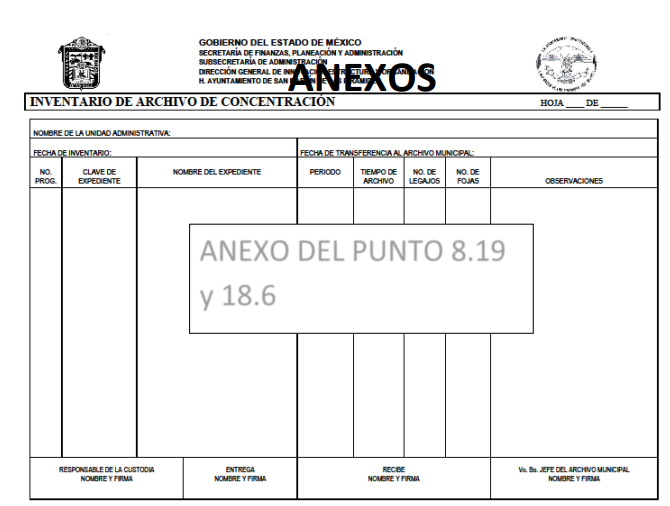 GOBIERNO DEL ESTADO DE MÉXICO
SECRETARÍA DE FINANZAS, PLANEACIÓN Y ADMINISTRACIÓN
SUBSECRETARÍA DE ADMINISTRACIÓN
DIRECCIÓN GENERAL DE
H. AYUNTAMIENTO DE SAN
ANEXOS
INVENTARIO DE ARCHIVO DE CONCENTRACIÓN HOJA ____ DE _____
NOMBRE DE LA UNIDAD ADMINISTRATIVA:
FECHA DE INVENTARIO: FECHA DE TRANSFERENCIA AL ARCHIVO MUNICIPAL:
NO. PROG.
CLAVE DE EXPEDIENTE
NOMBRE DEL EXPEDIENTE
PERIODO
TIEMPO DE ARCHIVO
NO. DE LEGAJOS
NO. DE FOJAS
OBSERVACIONES
ANEXO DEL PUNTO 8.19
y 18.6
RESPONSABLE DE LA CUSTODIA
NOMBRE Y FIRMA
ENTREGA
NOMBRE Y FIRMA
RECIBE
NOMBRE Y FIRMA
Vo. Bo. JEFE DEL ARCHIVO MUNICIPAL
NOMBRE Y FIRMA